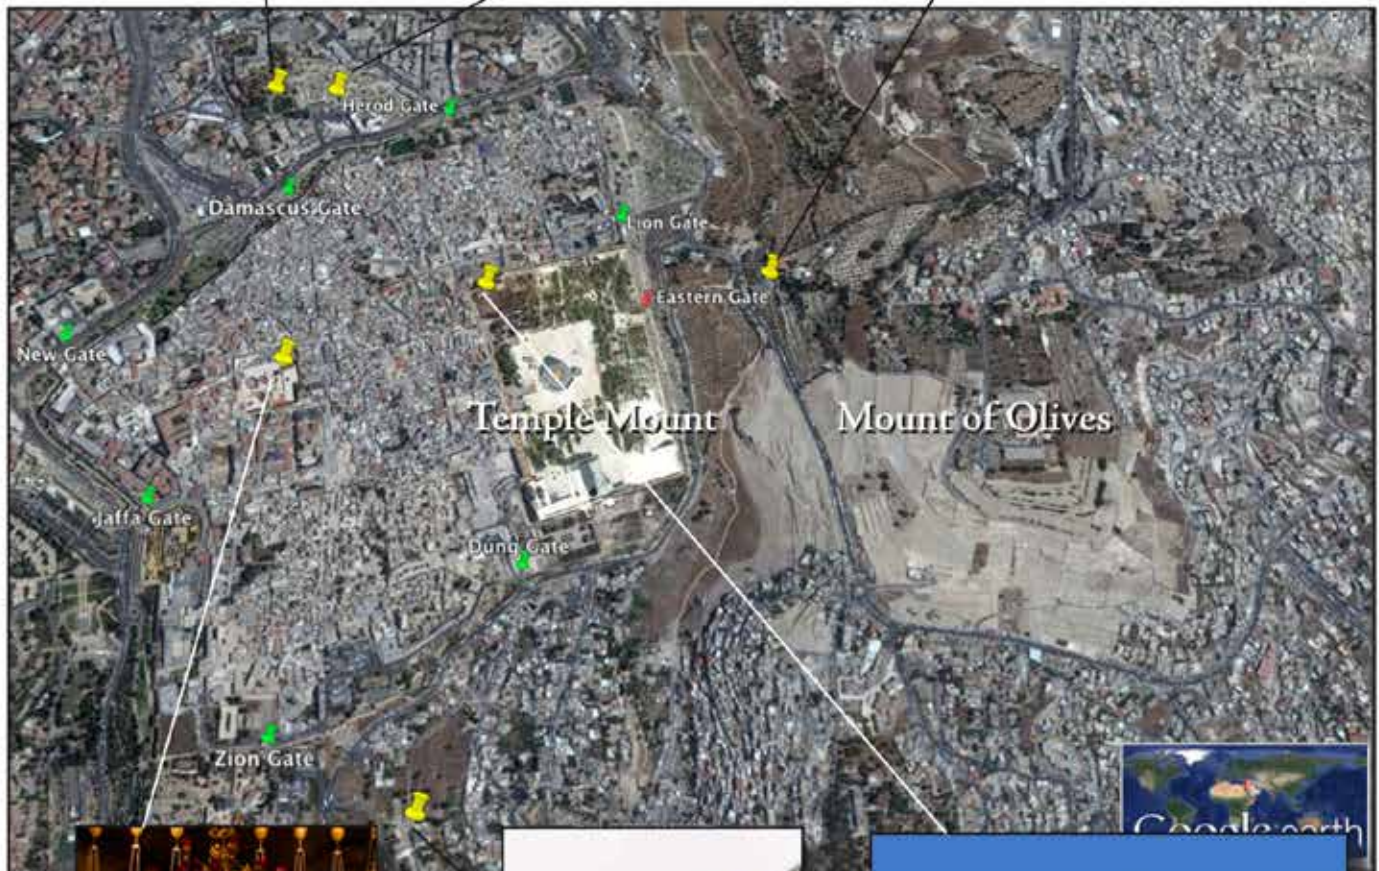 Herod Gate
Damascus Gate
Lion Gate
Eastern Gate
New Gate
Temple Mount
Mount of Olives
Jaffa Gate
Dung Gate
Zion Gate
Google earth